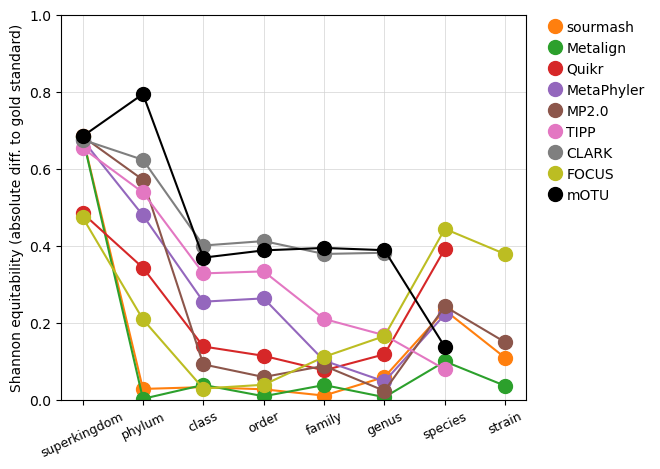 Shannon equitability (absolute diff. to gold standard)
1.0
0.8
0.6
0.4
0.2
0.0
superkingdom
phylum
class
order
family
genus
species
strain
sourmash
Metalign
Quikr
MetaPhyler
MP2.0
TIPP
CLARK
FOCUS
mOTU